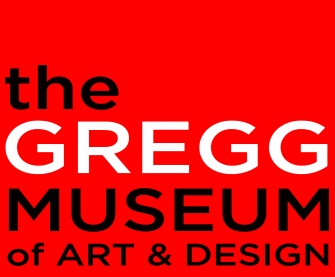 the
GREGG
MUSEUM
of ART & DESIGN